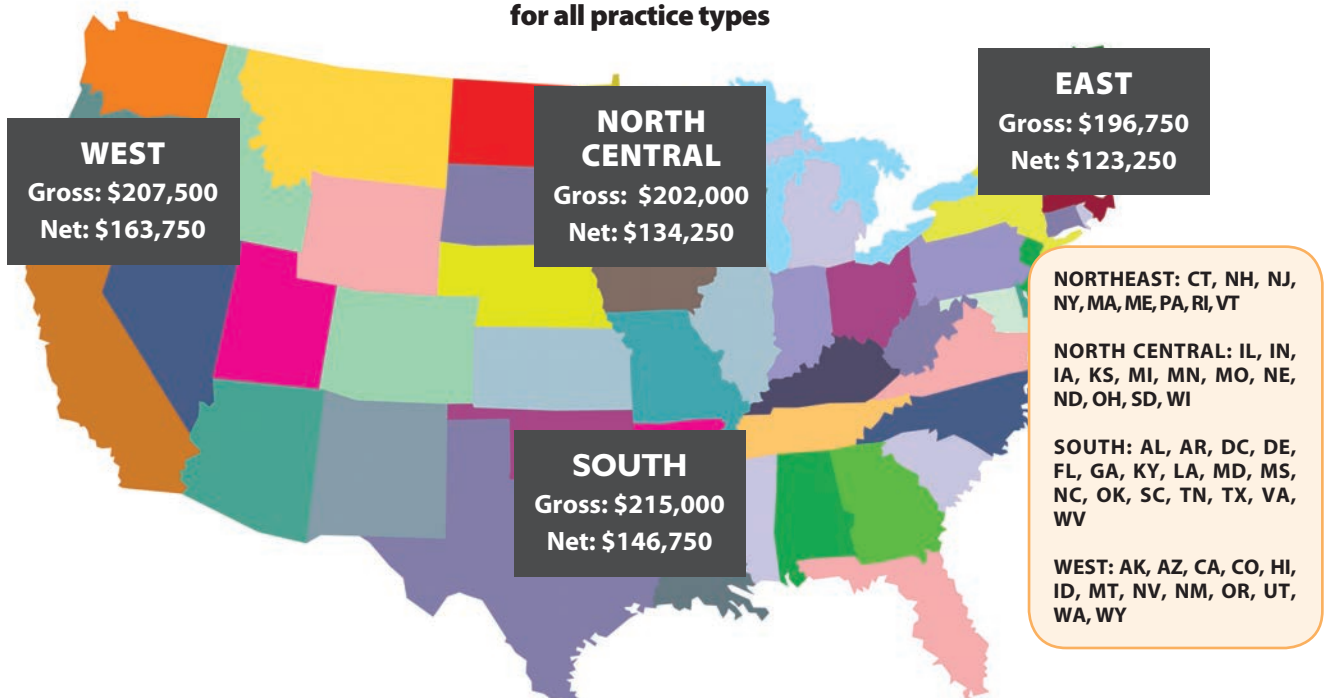 for all practice types
WEST
Gross: $207,500
Net: $163,750
NORTH
CENTRAL
Gross: $202,000
Net: $134,250
EAST
Gross: $196,750
Net: $123,250
SOUTH
Gross: $215,000
Net: $146,750
NORTHEAST: CT, NH, NJ,
NY, MA, ME, PA, RI, VT
NORTH CENTRAL: IL, IN,
IA, KS, MI, MN, MO, NE,
ND, OH, SD, WI
SOUTH: AL, AR, DC, DE,
FL, GA, KY, LA, MD, MS,
NC, OK, SC, TN, TX, VA,
WV
WEST: AK, AZ, CA, CO, HI,
ID, MT, NV, NM, OR, UT,
WA, WY